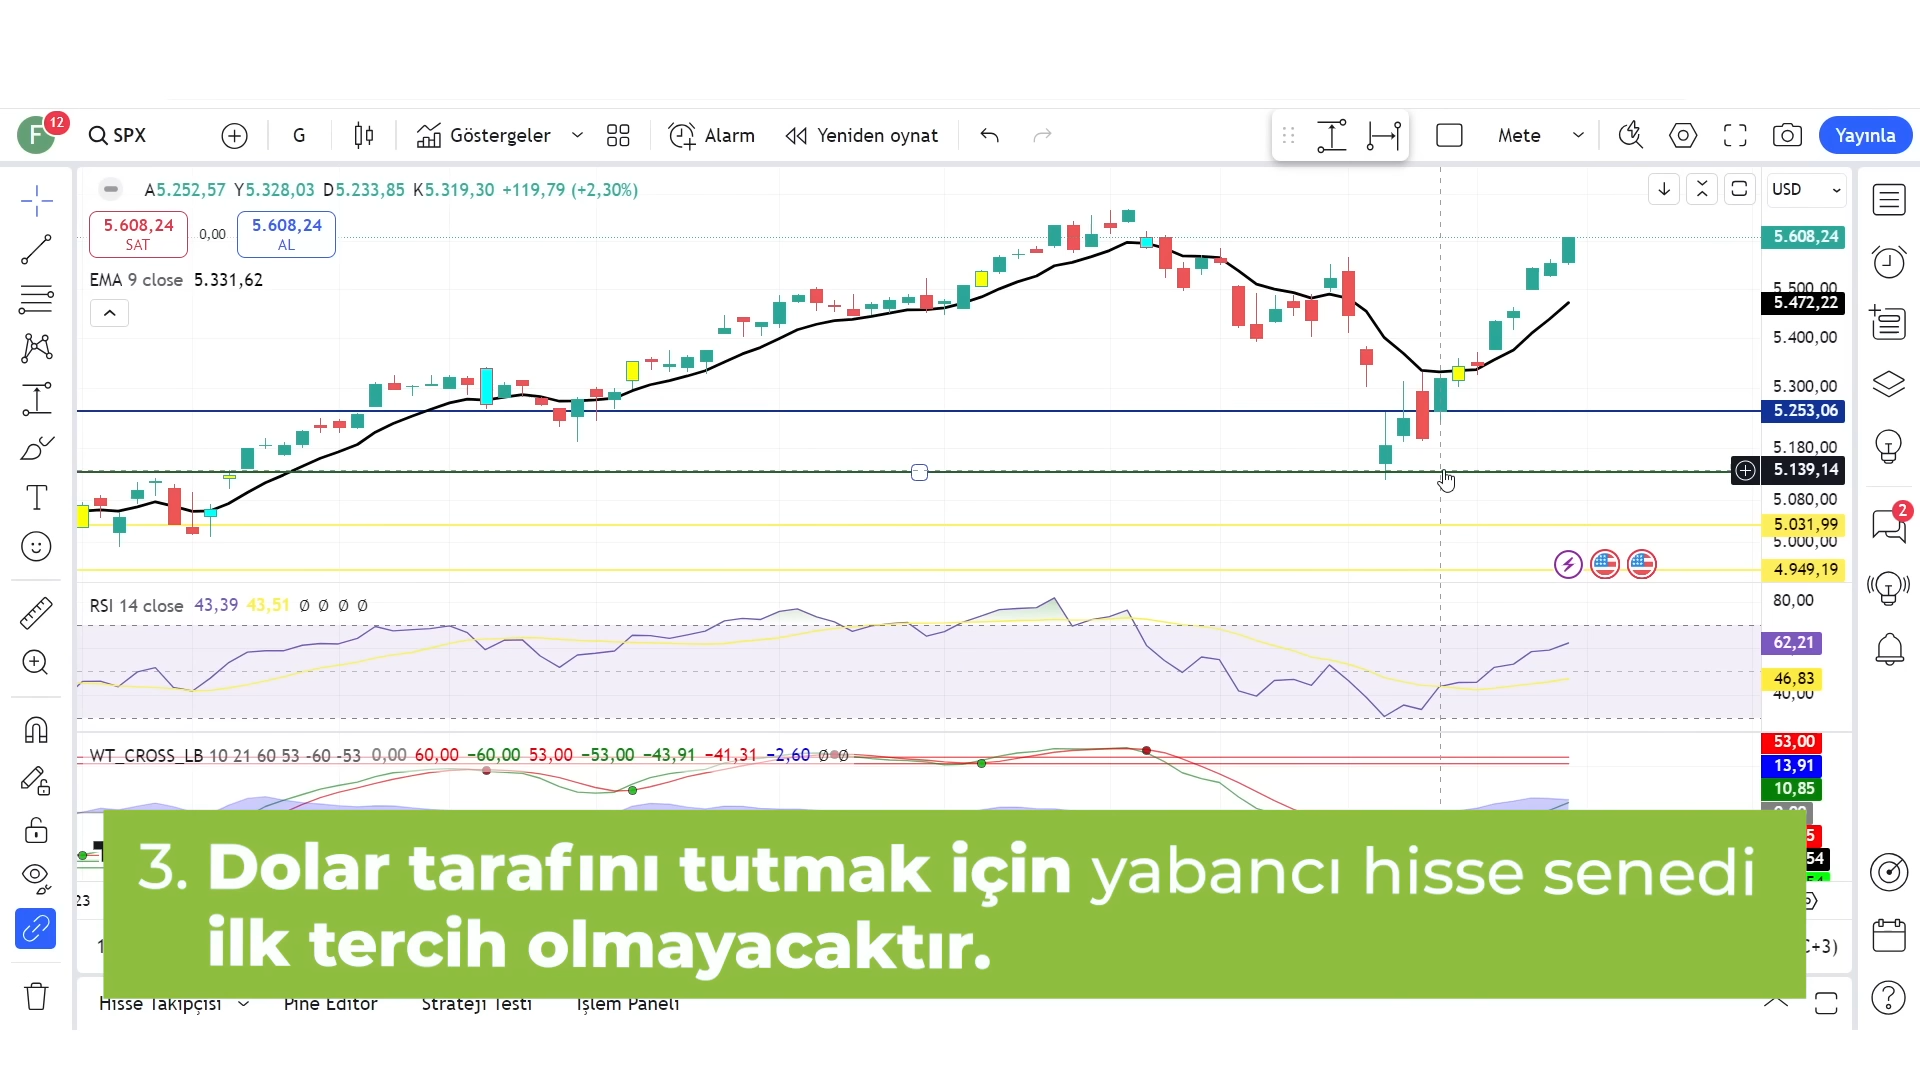 F 12 SPX G Göstergeler Alarm Yeniden oynat Mete Yayınla
A5.252,57 Y5.328,03 D5.233,85 K5.319,30 +119,79 (+2,30%)
USD
5.608,24 SAT 0,00 5.608,24 AL
5.608,24
EMA 9 close 5.331,62
5.500,00
5.472,22
5.400,00
5.300,00
5.253,06
5.180,00
5.139,14
5.080,00
5.031,99
5.000,00
4.949,19
2
RSI 14 close 43,39 43,51 Ø Ø Ø Ø
80,00
62,21
46,83
40,00
WT_CROSS_LB 10 21 60 53 -60 -53 0,00 60,00 −60,00 53,00 −53,00 −43,91 −41,31 −2,60 Ø Ø
53,00
13,91
10,85
3. Dolar tarafını tutmak için yabancı hisse senedi
ilk tercih olmayacaktır.
Hisse Takipçisi Pine Editör Strateji Testi İşlem Paneli